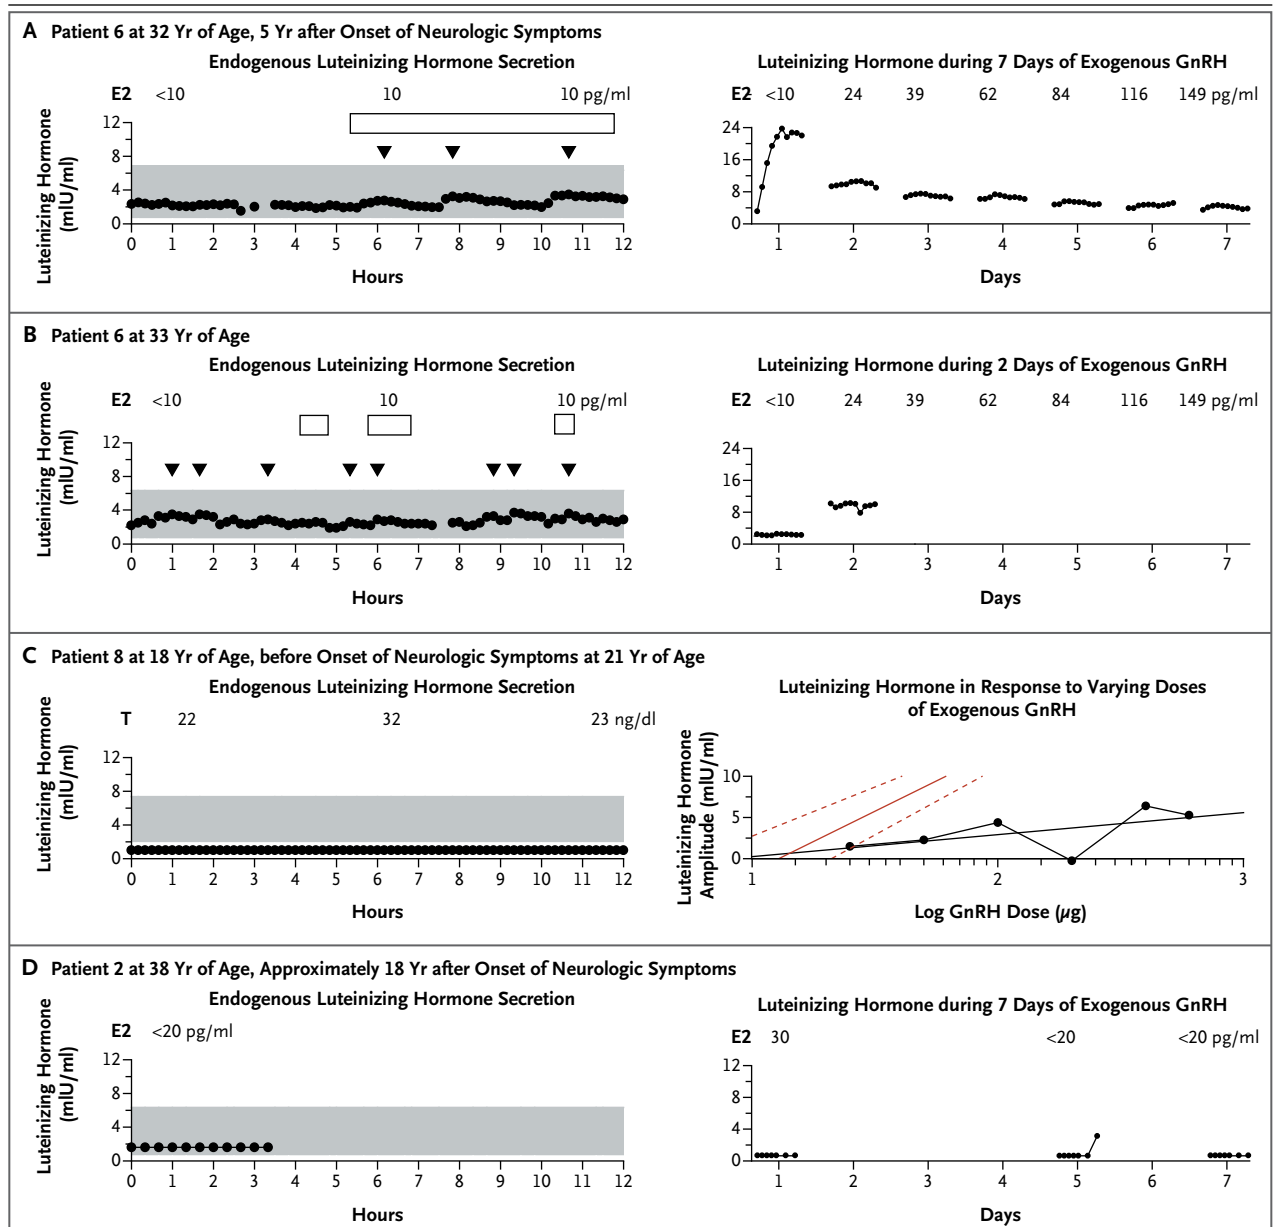 A Patient 6 at 32 Yr of Age, 5 Yr after Onset of Neurologic Symptoms
Endogenous Luteinizing Hormone Secretion
E2 <10 10 10 pg/ml
Luteinizing Hormone
(mIU/ml)
12
8
4
0
0 1 2 3 4 5 6 7 8 9 10 11 12
Hours
Luteinizing Hormone during 7 Days of Exogenous GnRH
E2 <10 24 39 62 84 116 149 pg/ml
24
16
8
0
1 2 3 4 5 6 7
Days
B Patient 6 at 33 Yr of Age
Endogenous Luteinizing Hormone Secretion
E2 <10 10 10 pg/ml
Luteinizing Hormone
(mIU/ml)
12
8
4
0
0 1 2 3 4 5 6 7 8 9 10 11 12
Hours
Luteinizing Hormone during 2 Days of Exogenous GnRH
E2 <10 24 39 62 84 116 149 pg/ml
24
16
8
0
1 2 3 4 5 6 7
Days
C Patient 8 at 18 Yr of Age, before Onset of Neurologic Symptoms at 21 Yr of Age
Endogenous Luteinizing Hormone Secretion
T 22 32 23 ng/dl
Luteinizing Hormone
(mIU/ml)
12
8
4
0
0 1 2 3 4 5 6 7 8 9 10 11 12
Hours
Luteinizing Hormone in Response to Varying Doses
of Exogenous GnRH
Luteinizing Hormone
Amplitude (mIU/ml)
10
5
0
1 2 3
Log GnRH Dose (µg)
D Patient 2 at 38 Yr of Age, Approximately 18 Yr after Onset of Neurologic Symptoms
Endogenous Luteinizing Hormone Secretion
E2 <20 pg/ml
Luteinizing Hormone
(mIU/ml)
12
8
4
0
0 1 2 3 4 5 6 7 8 9 10 11 12
Hours
Luteinizing Hormone during 7 Days of Exogenous GnRH
E2 30 <20 <20 pg/ml
12
8
4
0
1 2 3 4 5 6 7
Days